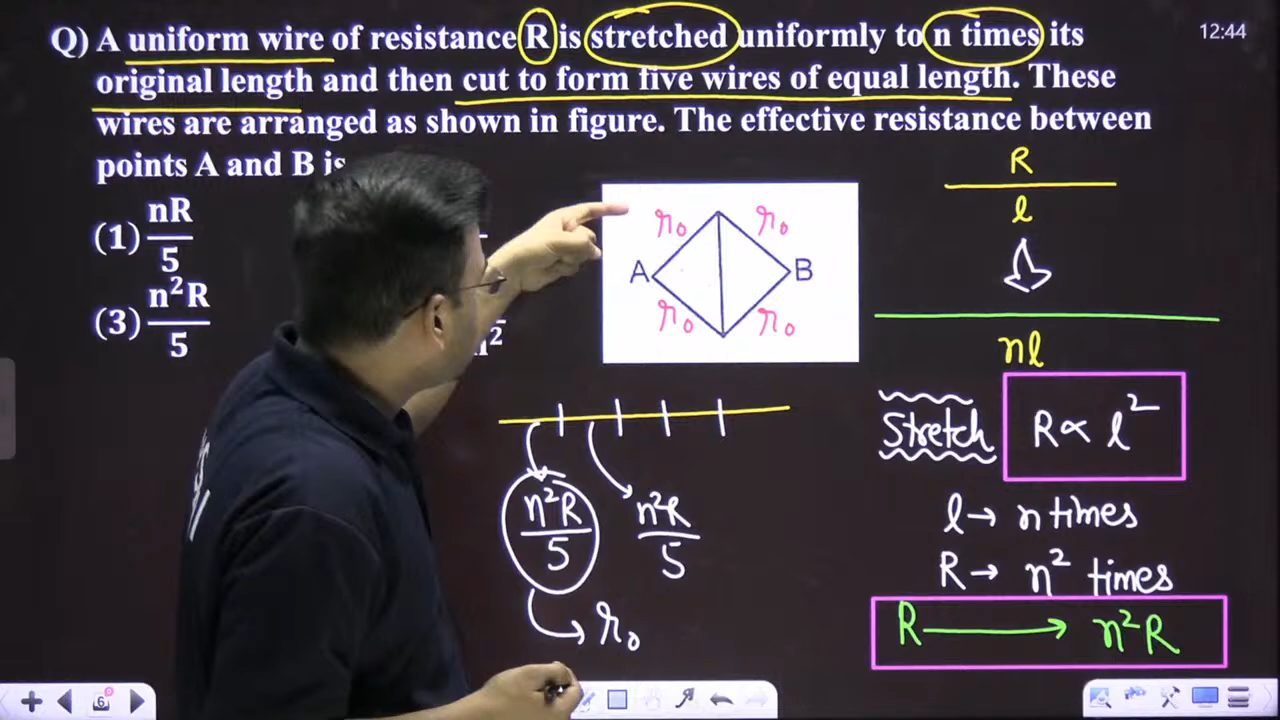 Q) A uniform wire of resistance R is stretched uniformly to n times its
12:44
original length and then cut to form five wires of equal length. These
wires are arranged as shown in figure. The effective resistance between
points A and B is
(1) nR/5
(3) n²R/5
r₀ r₀
A B
r₀ r₀
R
l
nl
Stretch R ∝ l²
l → n times
R → n² times
R → n²R
n²R/5 n²R/5
→ r₀
6